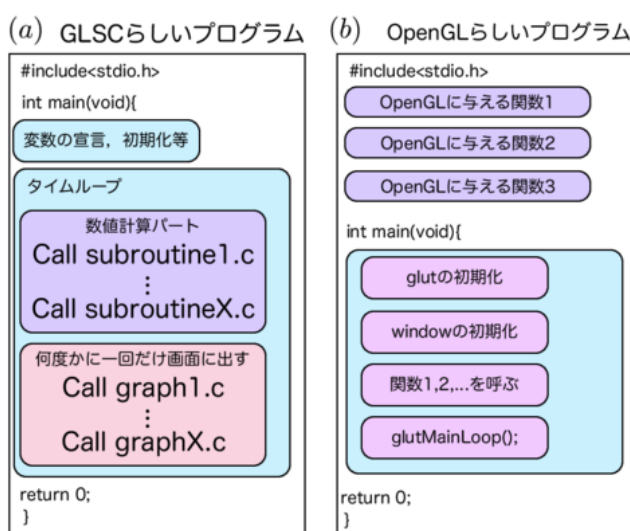 (a) GLSCらしいプログラム
#include<stdio.h>
int main(void){
変数の宣言，初期化等
タイムループ
数値計算パート
Call subroutine1.c
⋮
Call subroutineX.c
何度かに一回だけ画面に出す
Call graph1.c
⋮
Call graphX.c
return 0;
}
(b) OpenGLらしいプログラム
#include<stdio.h>
OpenGLに与える関数1
OpenGLに与える関数2
OpenGLに与える関数3
int main(void){
glutの初期化
windowの初期化
関数1,2,...を呼ぶ
glutMainLoop();
return 0;
}